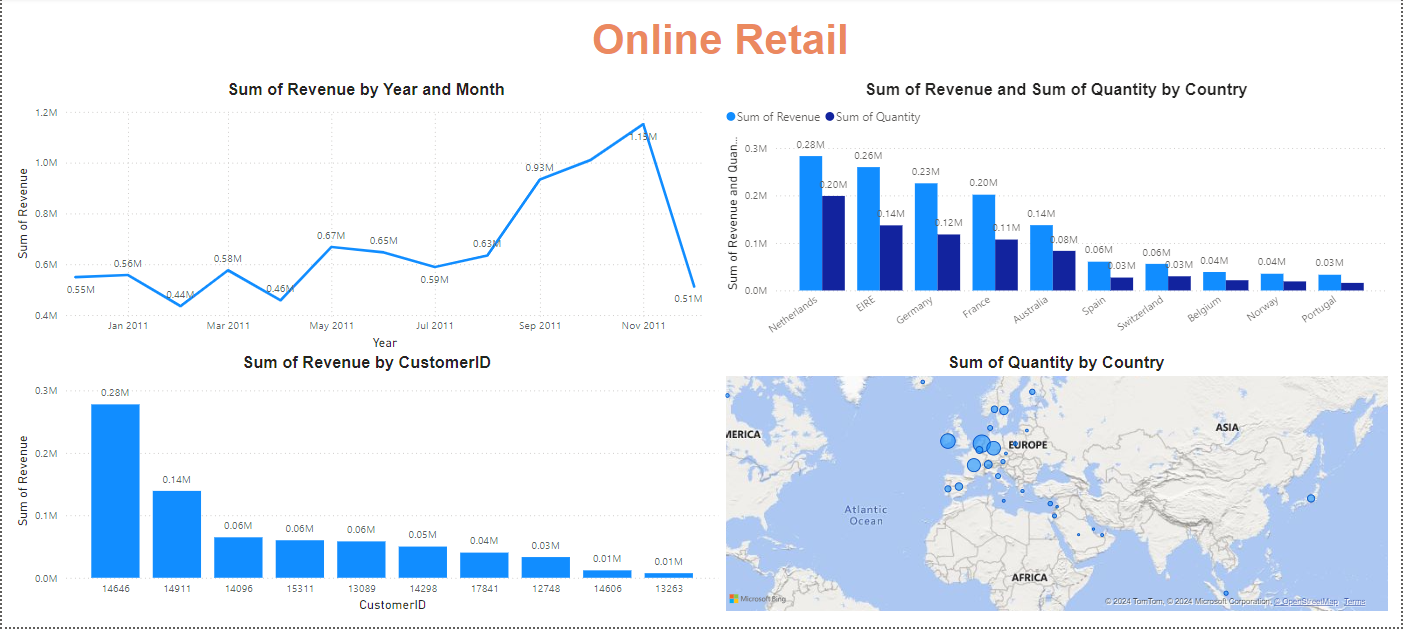 Online Retail
Sum of Revenue by Year and Month
1.2M
1.0M
0.8M
0.6M
0.4M
Sum of Revenue
0.55M
0.56M
0.44M
0.58M
0.46M
0.67M
0.65M
0.59M
0.63M
0.93M
1.15M
0.51M
Jan 2011
Mar 2011
May 2011
Jul 2011
Sep 2011
Nov 2011
Year
Sum of Revenue and Sum of Quantity by Country
Sum of Revenue
Sum of Quantity
Sum of Revenue and Quan...
0.3M
0.2M
0.1M
0.0M
0.28M
0.20M
0.26M
0.14M
0.23M
0.12M
0.20M
0.11M
0.14M
0.08M
0.06M
0.03M
0.06M
0.03M
0.04M
0.04M
0.03M
Netherlands
EIRE
Germany
France
Australia
Spain
Switzerland
Belgium
Norway
Portugal
Sum of Revenue by CustomerID
0.3M
0.2M
0.1M
0.0M
Sum of Revenue
0.28M
0.14M
0.06M
0.06M
0.06M
0.05M
0.04M
0.03M
0.01M
0.01M
14646
14911
14096
15311
13089
14298
17841
12748
14606
13263
CustomerID
Sum of Quantity by Country
MERICA
EUROPE
ASIA
Atlantic
Ocean
AFRICA
Microsoft Bing
© 2024 TomTom, © 2024 Microsoft Corporation, © OpenStreetMap Terms